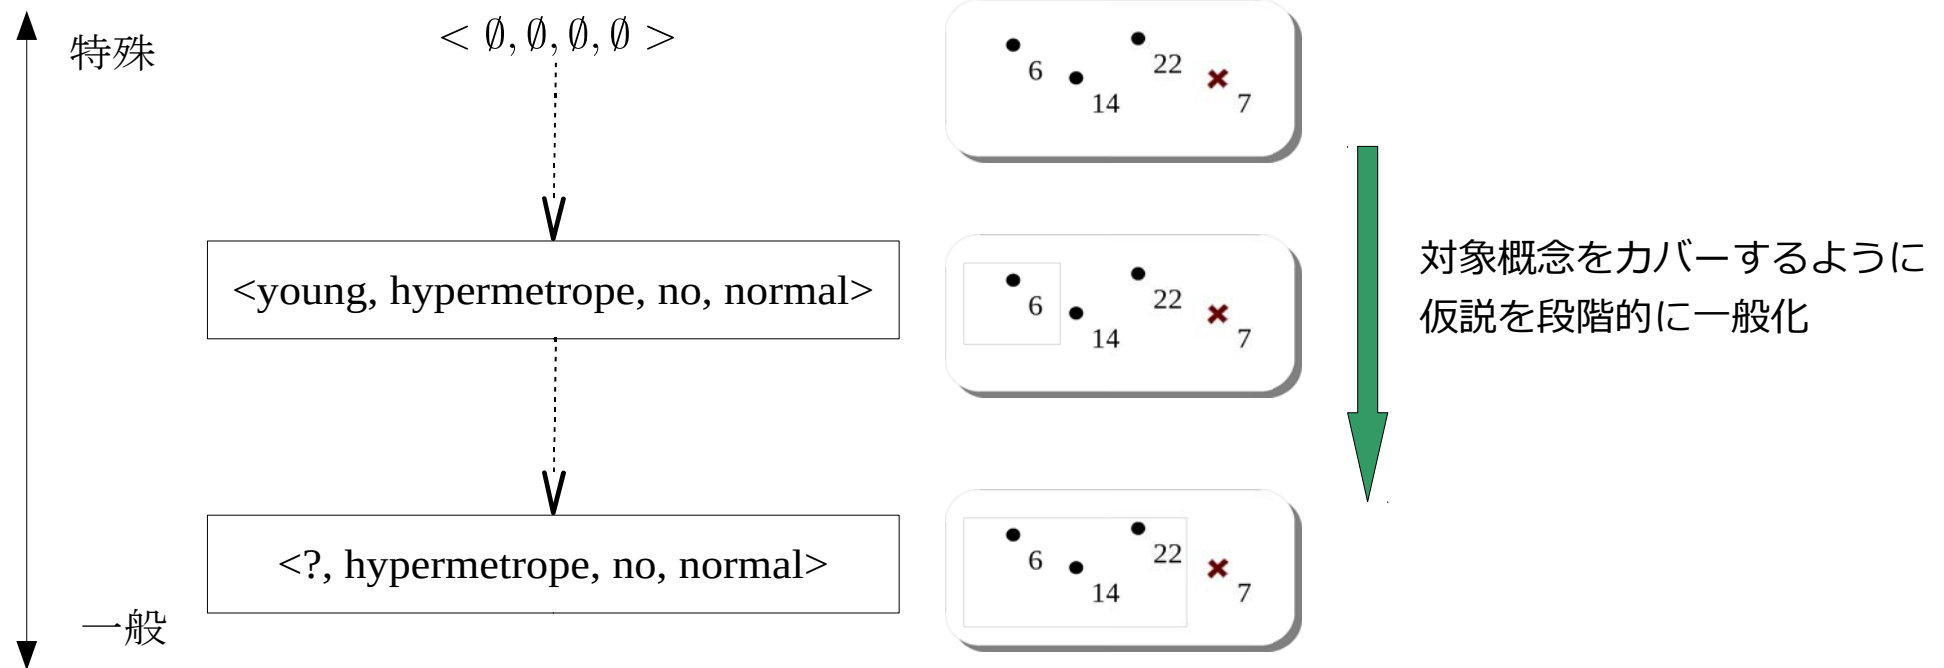 特殊
< ∅, ∅, ∅, ∅ >
6
14
22
7
<young, hypermetrope, no, normal>
6
14
22
7
対象概念をカバーするように
仮説を段階的に一般化
<?, hypermetrope, no, normal>
6
14
22
7
一般